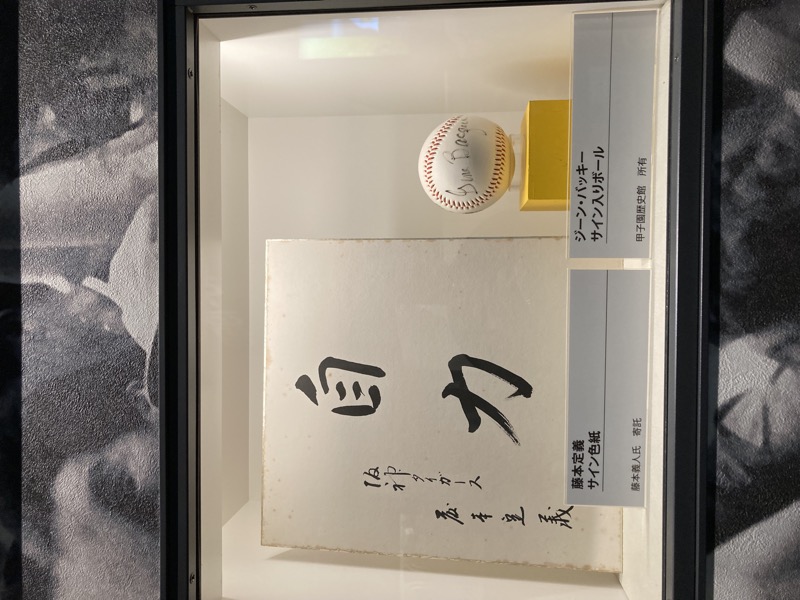 自力
阪神タイガース
藤本定義
Gene Bacque
藤本定義
サイン色紙
藤本義人氏 寄託
ジーン・バッキー
サイン入りボール
甲子園歴史館 所有